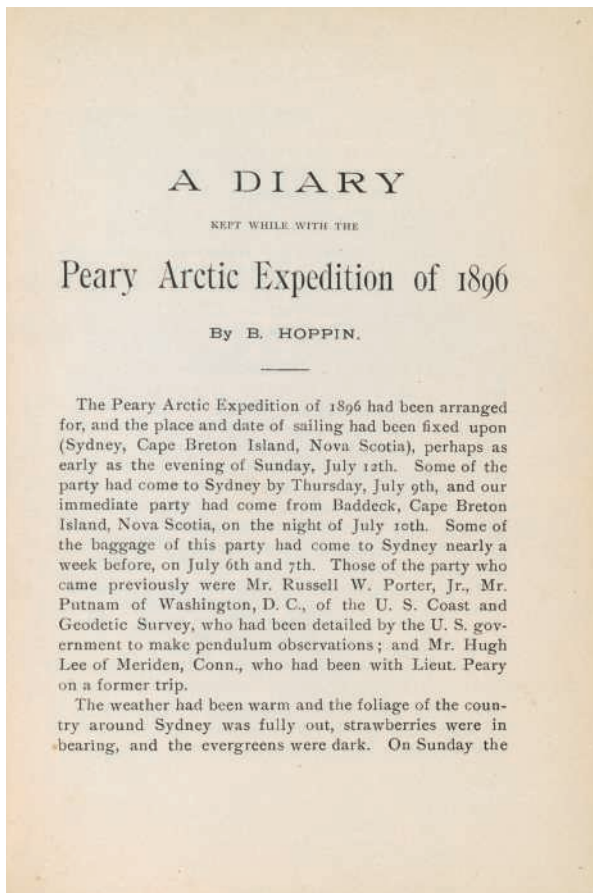 A DIARY
KEPT WHILE WITH THE
Peary Arctic Expedition of 1896
By B. HOPPIN.
The Peary Arctic Expedition of 1896 had been arranged
for, and the place and date of sailing had been fixed upon
(Sydney, Cape Breton Island, Nova Scotia), perhaps as
early as the evening of Sunday, July 12th. Some of the
party had come to Sydney by Thursday, July 9th, and our
immediate party had come from Baddeck, Cape Breton
Island, Nova Scotia, on the night of July 10th. Some of
the baggage of this party had come to Sydney nearly a
week before, on July 6th and 7th. Those of the party who
came previously were Mr. Russell W. Porter, Jr., Mr.
Putnam of Washington, D. C., of the U. S. Coast and
Geodetic Survey, who had been detailed by the U. S. gov-
ernment to make pendulum observations; and Mr. Hugh
Lee of Meriden, Conn., who had been with Lieut. Peary
on a former trip.
The weather had been warm and the foliage of the coun-
try around Sydney was fully out, strawberries were in
bearing, and the evergreens were dark. On Sunday the